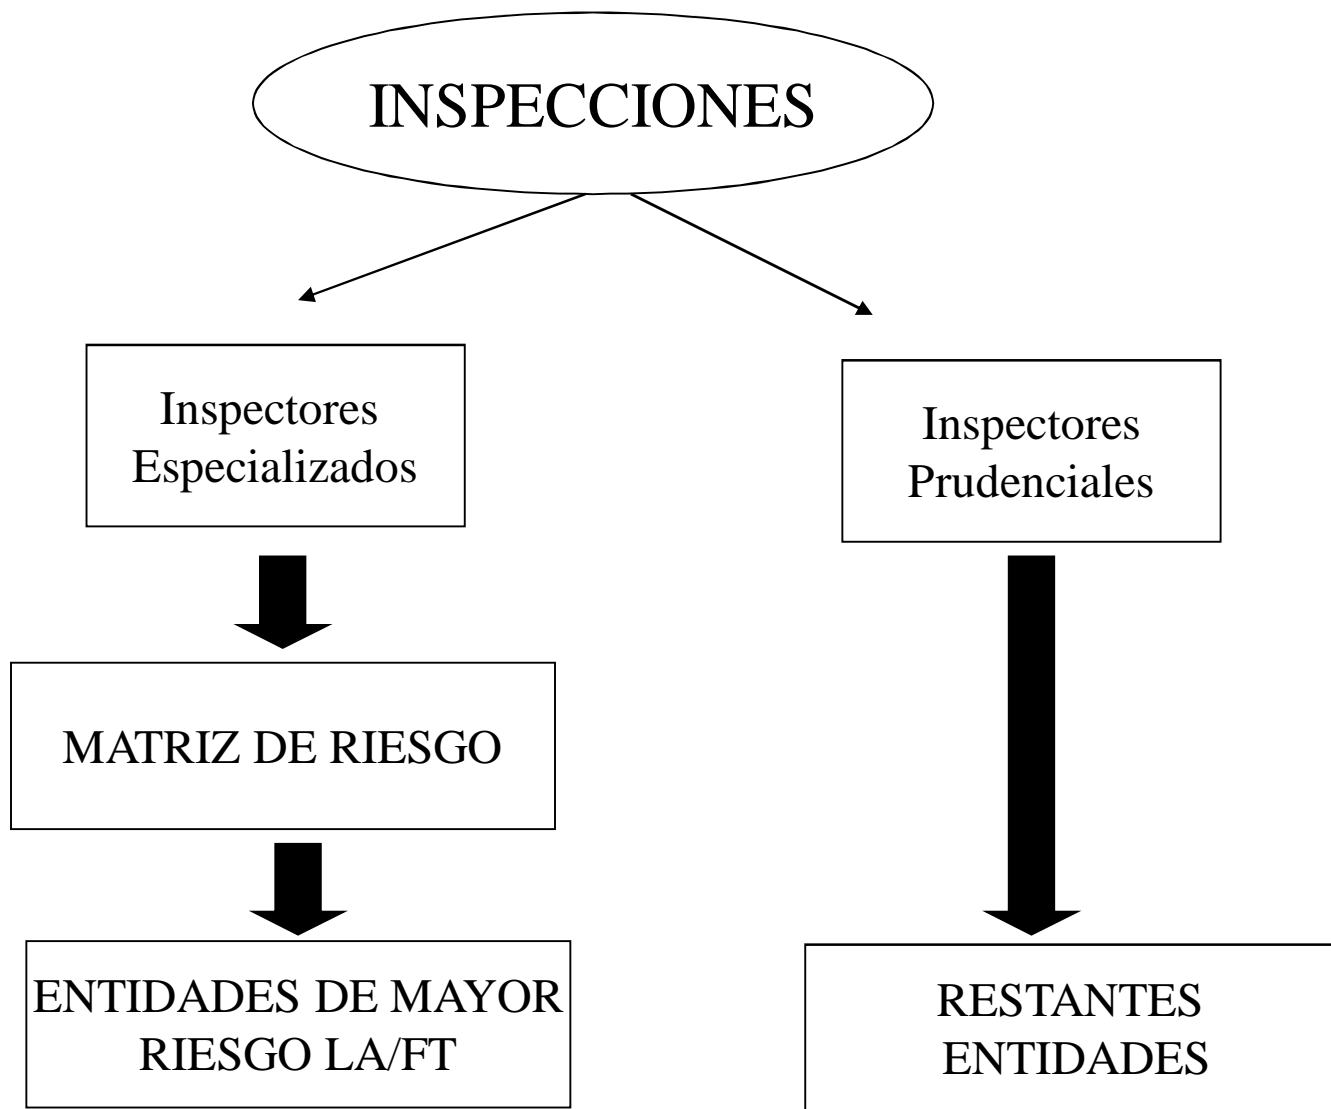 INSPECCIONES
Inspectores
Especializados
Inspectores
Prudenciales
MATRIZ DE RIESGO
ENTIDADES DE MAYOR
RIESGO LA/FT
RESTANTES
ENTIDADES